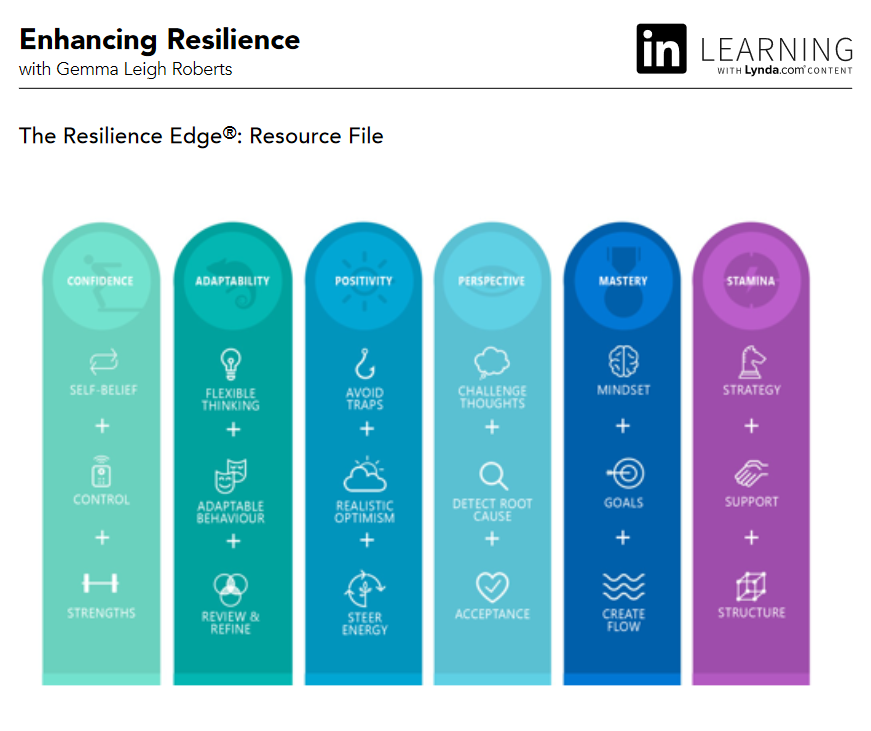 Enhancing Resilience
with Gemma Leigh Roberts
in LEARNING
WITH Lynda.com® CONTENT
The Resilience Edge®: Resource File
CONFIDENCE
SELF-BELIEF
+
CONTROL
+
STRENGTHS
ADAPTABILITY
FLEXIBLE
THINKING
+
ADAPTABLE
BEHAVIOUR
+
REVIEW &
REFINE
POSITIVITY
AVOID
TRAPS
+
REALISTIC
OPTIMISM
+
STEER
ENERGY
PERSPECTIVE
CHALLENGE
THOUGHTS
+
DETECT ROOT
CAUSE
+
ACCEPTANCE
MASTERY
MINDSET
+
GOALS
+
CREATE
FLOW
STAMINA
STRATEGY
+
SUPPORT
+
STRUCTURE